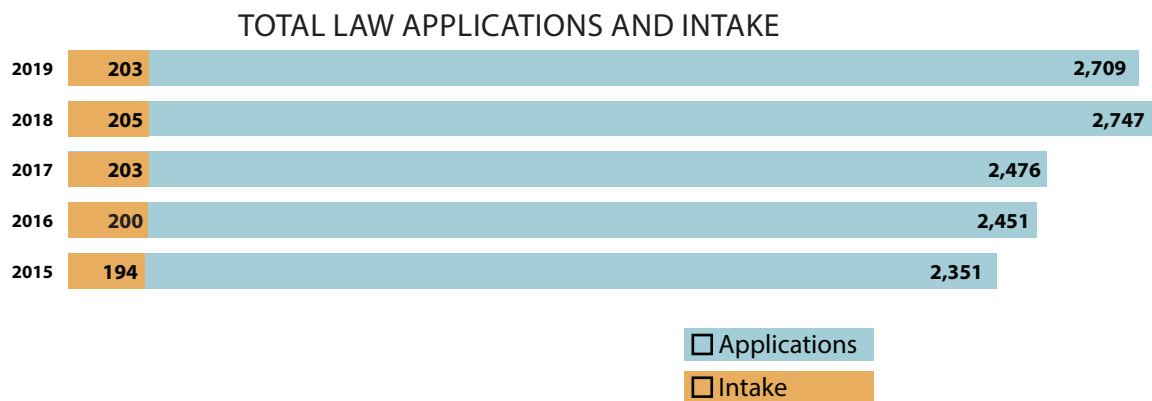 TOTAL LAW APPLICATIONS AND INTAKE
2019 203 2,709
2018 205 2,747
2017 203 2,476
2016 200 2,451
2015 194 2,351
Applications
Intake